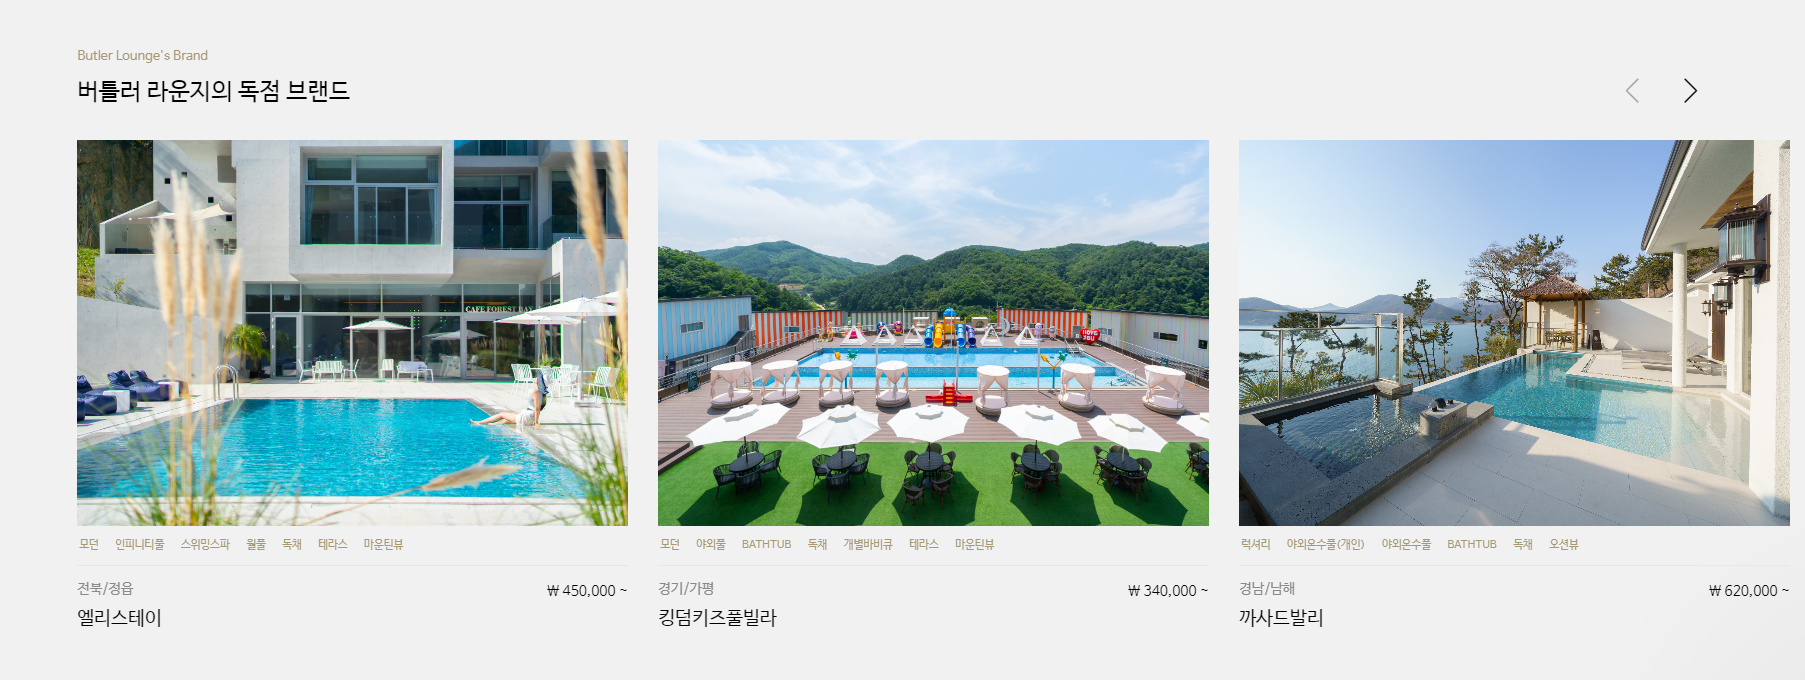 Butler Lounge's Brand
버틀러 라운지의 독점 브랜드
CAFE FOREST DAY
모던 인피니티풀 스위밍스파 월풀 독채 테라스 마운틴뷰
전북/정읍 ₩ 450,000 ~
엘리스테이
모던 야외풀 BATHTUB 독채 개별바비큐 테라스 마운틴뷰
경기/가평 ₩ 340,000 ~
킹덤키즈풀빌라
럭셔리 야외온수풀(개인) 야외온수풀 BATHTUB 독채 오션뷰
경남/남해 ₩ 620,000 ~
까사드발리